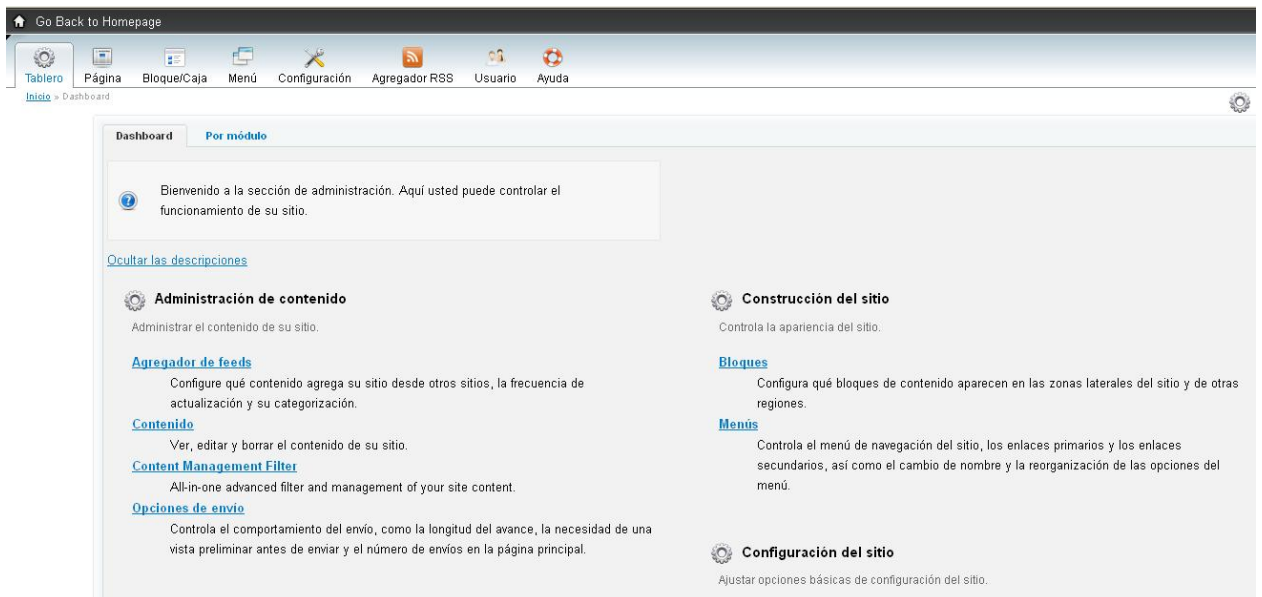 Go Back to Homepage
Tablero Página Bloque/Caja Menú Configuración Agregador RSS Usuario Ayuda
Inicio » Dashboard
Dashboard Por módulo
Bienvenido a la sección de administración. Aquí usted puede controlar el
funcionamiento de su sitio.
Ocultar las descripciones
Administración de contenido
Administrar el contenido de su sitio.
Agregador de feeds
Configure qué contenido agrega su sitio desde otros sitios, la frecuencia de
actualización y su categorización.
Contenido
Ver, editar y borrar el contenido de su sitio.
Content Management Filter
All-in-one advanced filter and management of your site content.
Opciones de envío
Controla el comportamiento del envío, como la longitud del avance, la necesidad de una
vista preliminar antes de enviar y el número de envíos en la página principal.
Construcción del sitio
Controla la apariencia del sitio.
Bloques
Configura qué bloques de contenido aparecen en las zonas laterales del sitio y de otras
regiones.
Menús
Controla el menú de navegación del sitio, los enlaces primarios y los enlaces
secundarios, así como el cambio de nombre y la reorganización de las opciones del
menú.
Configuración del sitio
Ajustar opciones básicas de configuración del sitio.